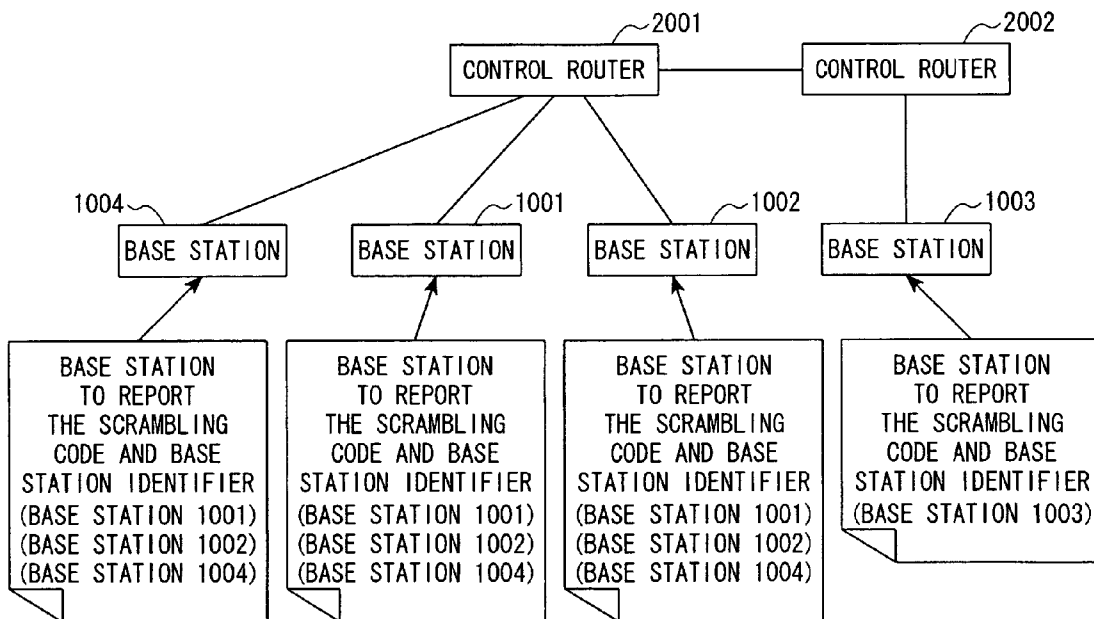 2001
2002
CONTROL ROUTER
CONTROL ROUTER
1004
1001
1002
1003
BASE STATION
BASE STATION
BASE STATION
BASE STATION
BASE STATION
TO REPORT
THE SCRAMBLING
CODE AND BASE
STATION IDENTIFIER
(BASE STATION 1001)
(BASE STATION 1002)
(BASE STATION 1004)
BASE STATION
TO REPORT
THE SCRAMBLING
CODE AND BASE
STATION IDENTIFIER
(BASE STATION 1001)
(BASE STATION 1002)
(BASE STATION 1004)
BASE STATION
TO REPORT
THE SCRAMBLING
CODE AND BASE
STATION IDENTIFIER
(BASE STATION 1001)
(BASE STATION 1002)
(BASE STATION 1004)
BASE STATION
TO REPORT
THE SCRAMBLING
CODE AND BASE
STATION IDENTIFIER
(BASE STATION 1003)